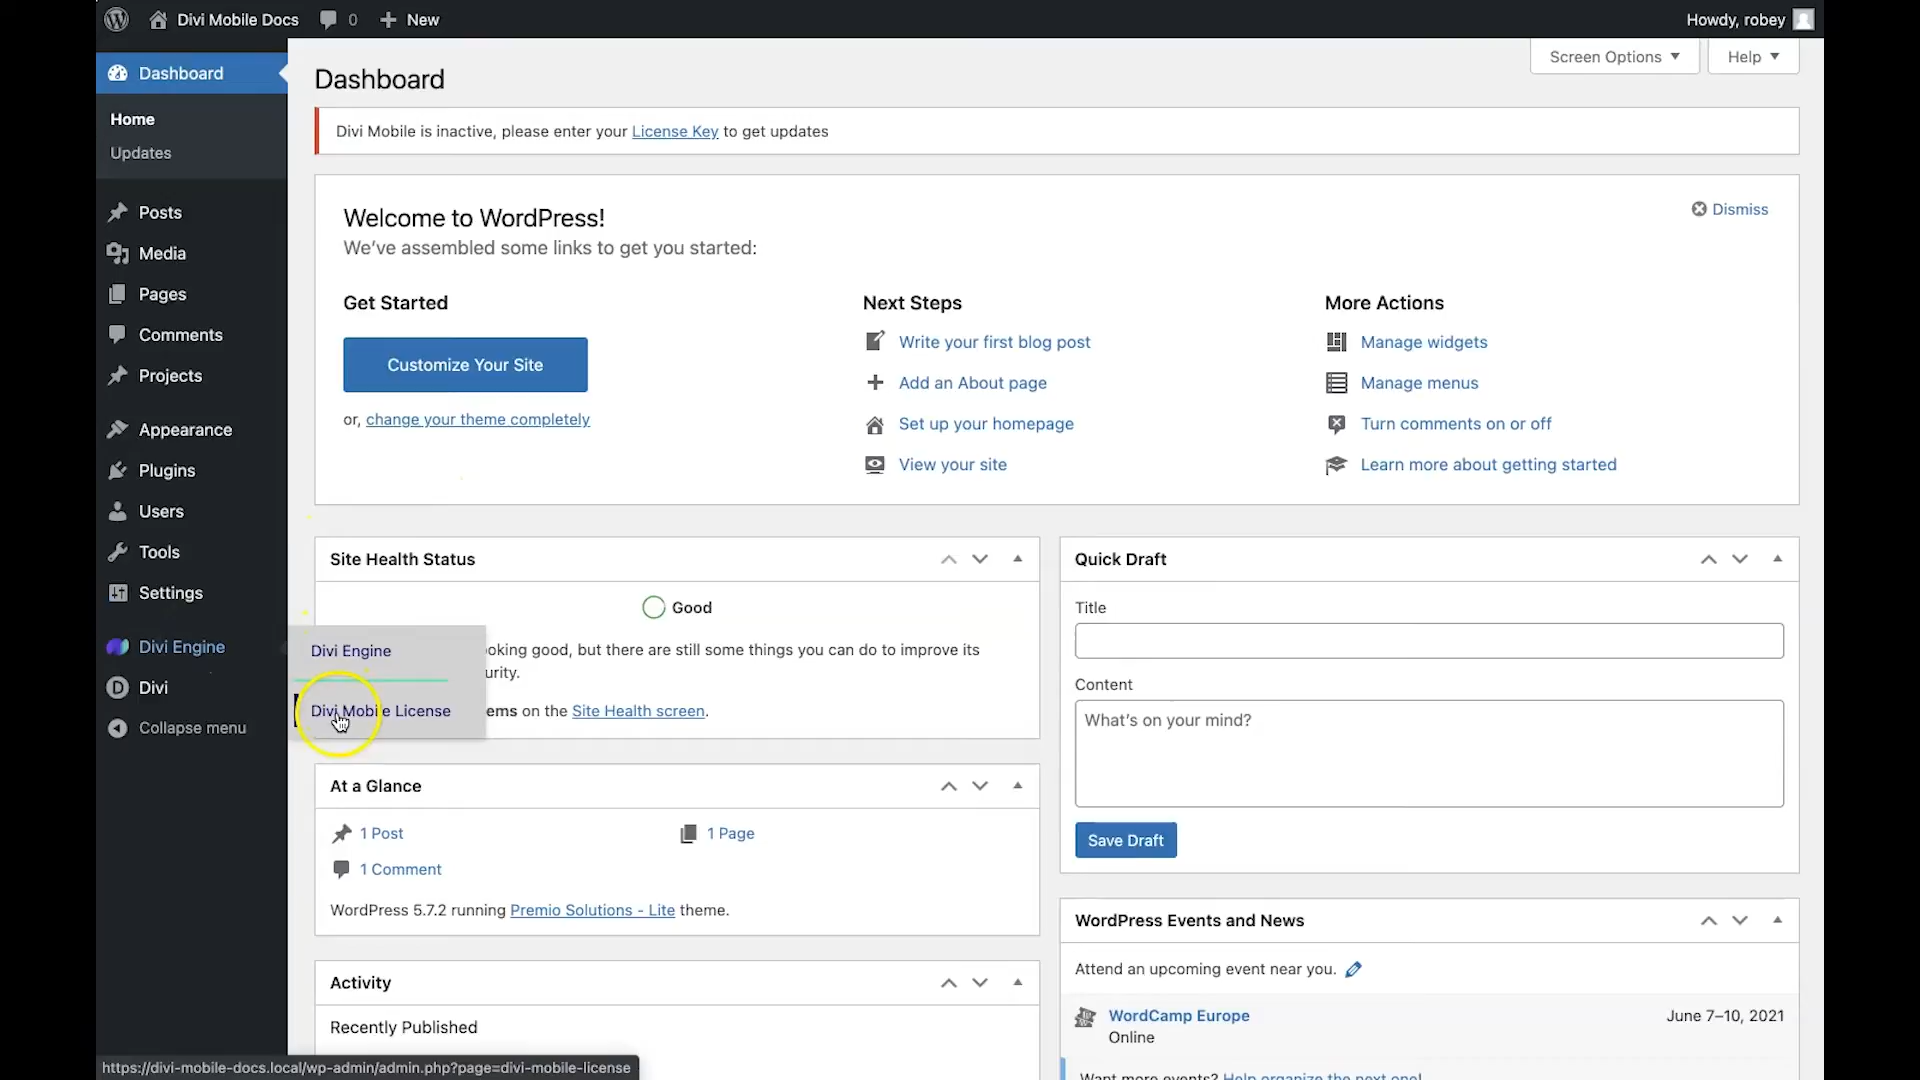 Divi Mobile Docs
0
New
Howdy, robey
Dashboard
Home
Updates
Posts
Media
Pages
Comments
Projects
Appearance
Plugins
Users
Tools
Settings
Divi Engine
Divi
Collapse menu
Screen Options
Help
Dashboard
Divi Mobile is inactive, please enter your License Key to get updates
Welcome to WordPress!
Dismiss
We've assembled some links to get you started:
Get Started
Customize Your Site
or, change your theme completely
Next Steps
Write your first blog post
Add an About page
Set up your homepage
View your site
More Actions
Manage widgets
Manage menus
Turn comments on or off
Learn more about getting started
Site Health Status
Good
Divi Engine
Divi Mobile License
oking good, but there are still some things you can do to improve its
urity.
ems on the Site Health screen.
At a Glance
1 Post
1 Page
1 Comment
WordPress 5.7.2 running Premio Solutions - Lite theme.
Activity
Recently Published
Quick Draft
Title
Content
What's on your mind?
Save Draft
WordPress Events and News
Attend an upcoming event near you.
WordCamp Europe
June 7–10, 2021
Online
Want more events? Help organize the next one!
https://divi-mobile-docs.local/wp-admin/admin.php?page=divi-mobile-license